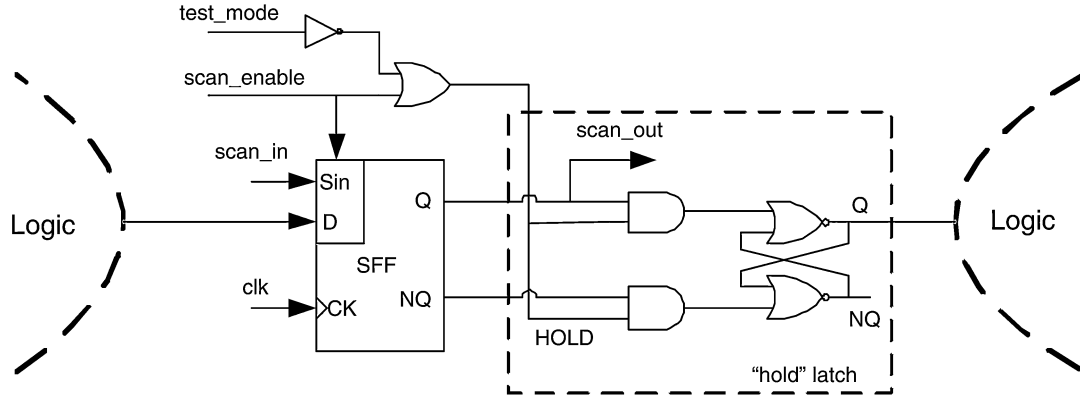 test_mode
scan_enable
scan_out
scan_in
Sin
Q
Q
D
Logic
Logic
SFF
clk
NQ
CK
NQ
HOLD
“hold” latch